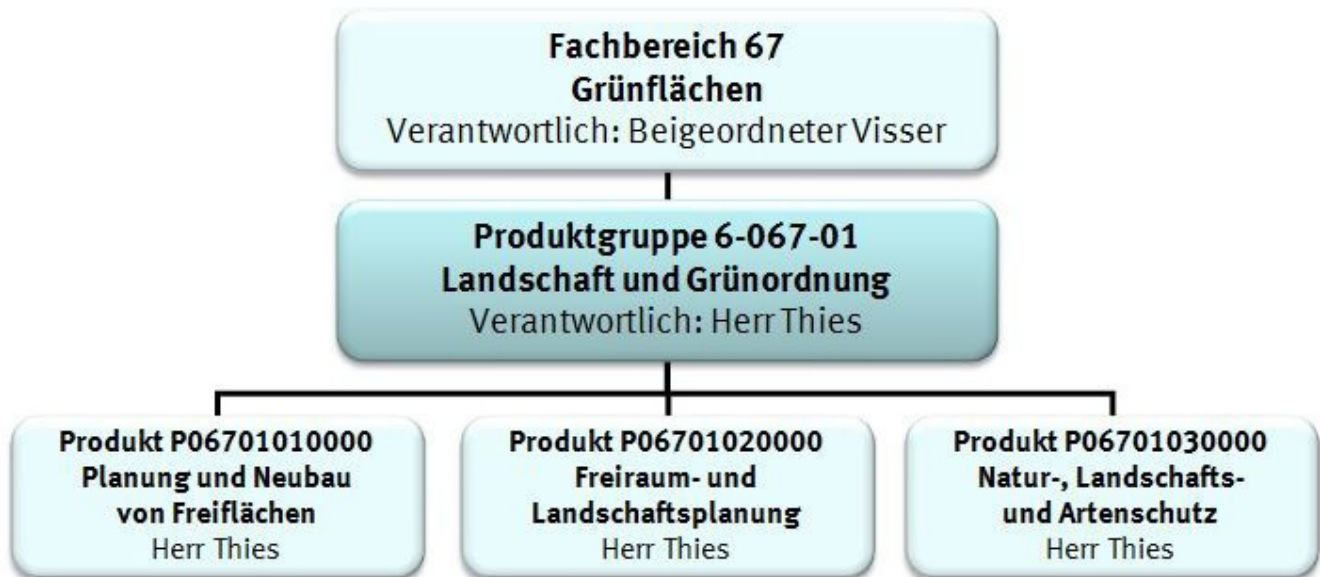 Fachbereich 67
Grünflächen
Verantwortlich: Beigeordneter Visser
Produktgruppe 6-067-01
Landschaft und Grünordnung
Verantwortlich: Herr Thies
Produkt P06701010000
Planung und Neubau
von Freiflächen
Herr Thies
Produkt P06701020000
Freiraum- und
Landschaftsplanung
Herr Thies
Produkt P06701030000
Natur-, Landschafts-
und Artenschutz
Herr Thies